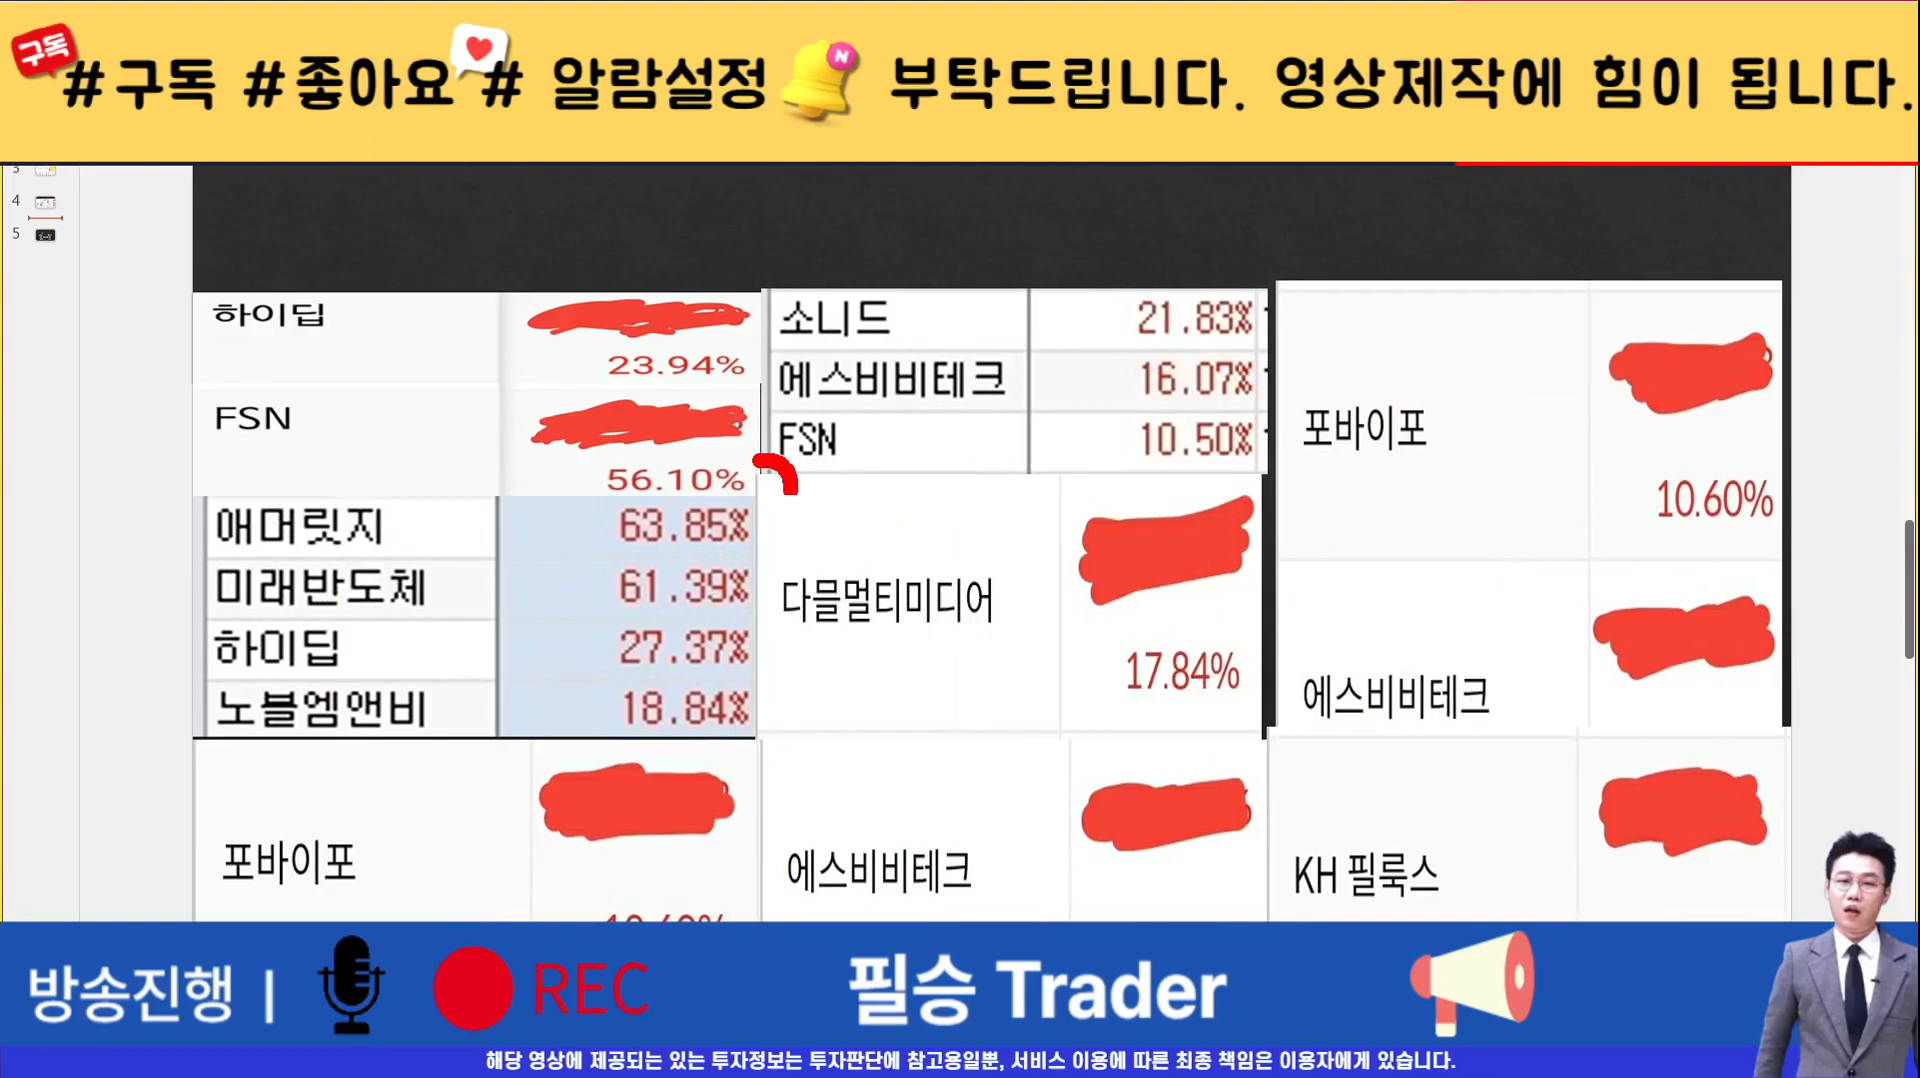 구독
#구독 #좋아요 # 알람설정 N 부탁드립니다. 영상제작에 힘이 됩니다.
3
4
5
하이딥
23.94%
FSN
56.10%
애머릿지 63.85%
미래반도체 61.39%
하이딥 27.37%
노블엠앤비 18.84%
소니드 21.83%
에스비비테크 16.07%
FSN 10.50%
다믈멀티미디어
17.84%
포바이포
10.60%
에스비비테크
포바이포
에스비비테크
KH 필룩스
방송진행 | REC 필승 Trader
해당 영상에 제공되는 있는 투자정보는 투자판단에 참고용일뿐, 서비스 이용에 따른 최종 책임은 이용자에게 있습니다.